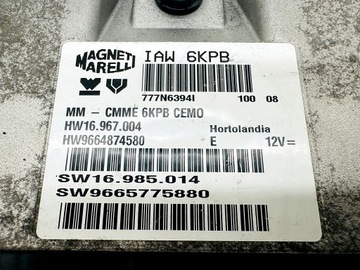 MAGNETI MARELLI
IAW 6KPB
777N6394I 100 08
MM - CMME 6KPB CEMO
HW16.967.004 Hortolandia
HW9664874580 E 12V=
SW16.985.014
SW9665775880